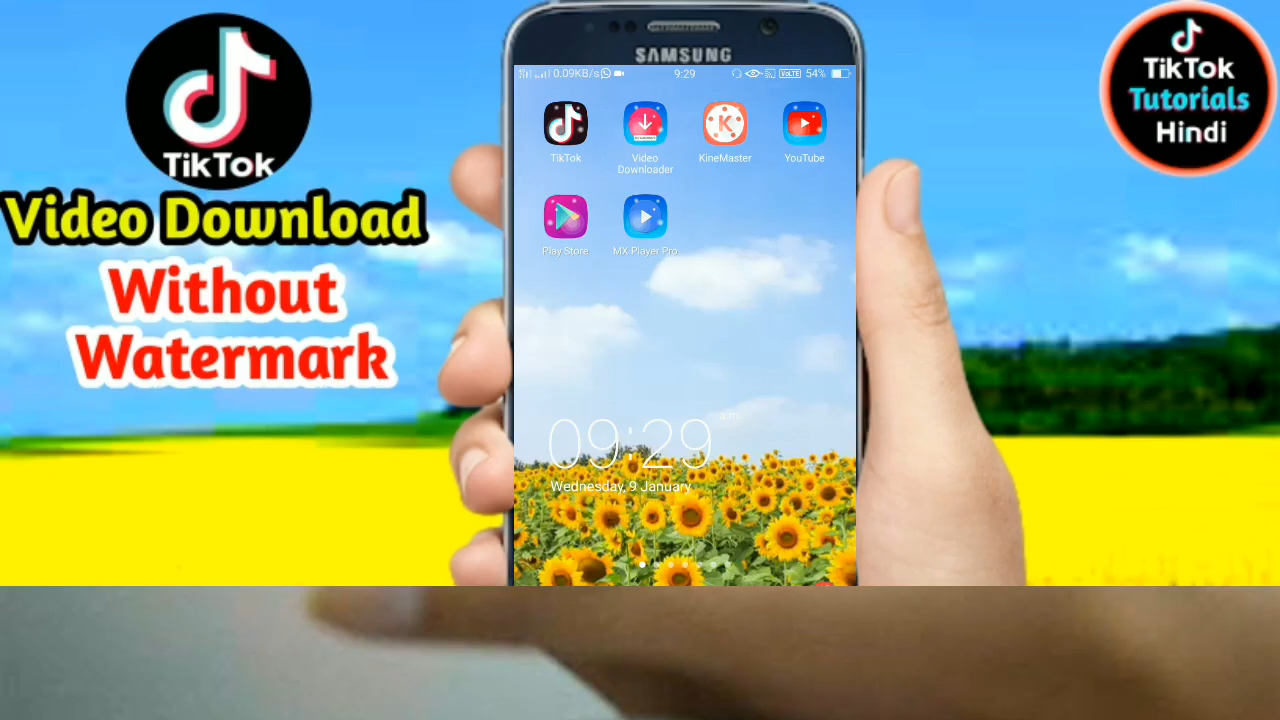 TikTok
Video Download
Without
Watermark
SAMSUNG
0.09KB/s
9:29
VoLTE
54%
TikTok
Video
Downloader
KineMaster
YouTube
Play Store
MX Player Pro
09:29
a.m.
Wednesday, 9 January
TikTok
Tutorials
Hindi